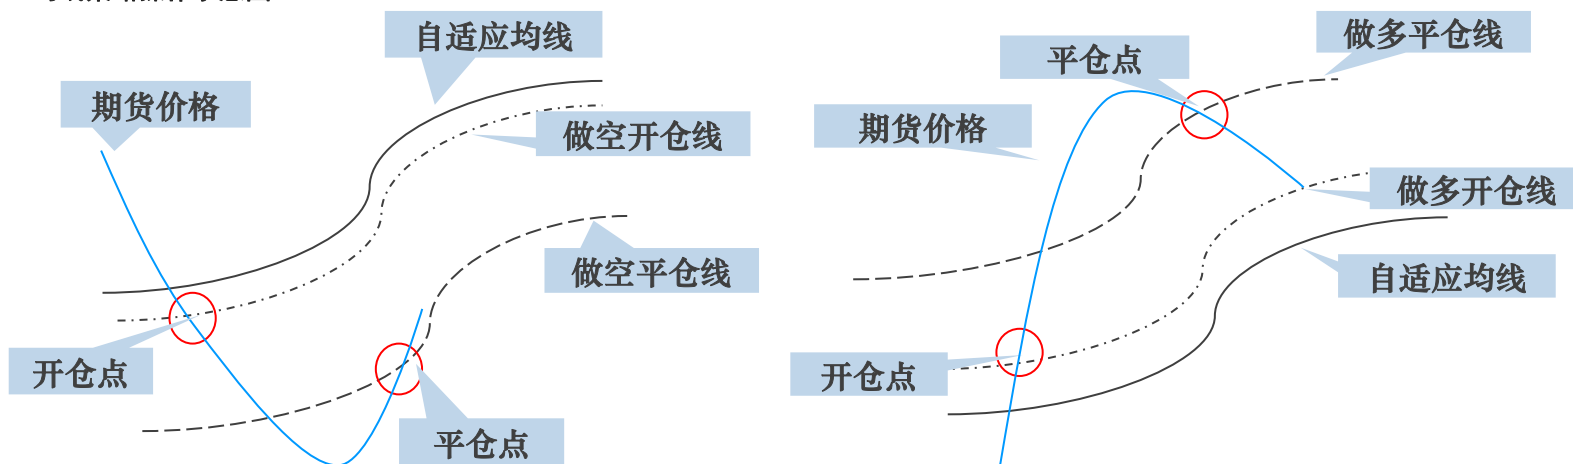 自适应均线
期货价格
做空开仓线
做空平仓线
开仓点
平仓点
做多平仓线
平仓点
期货价格
做多开仓线
自适应均线
开仓点